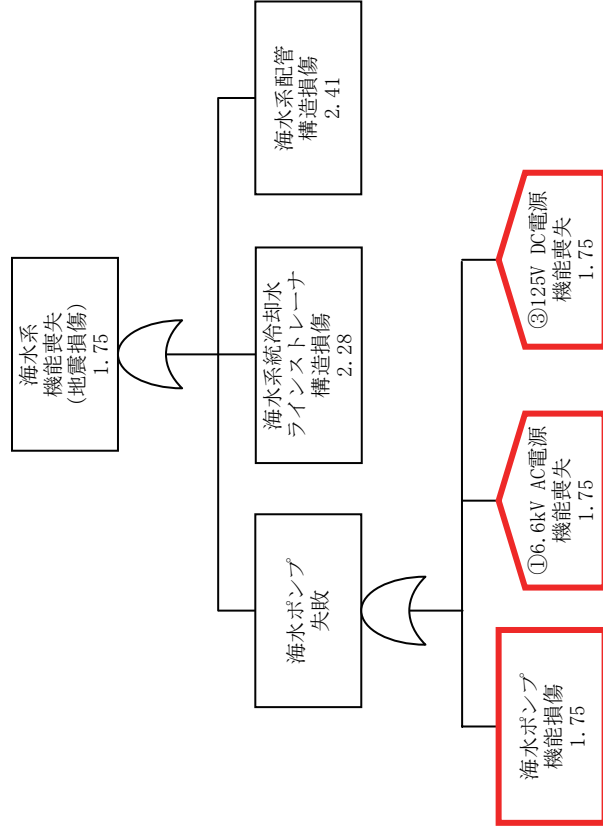 海水系
機能喪失
(地震損傷)
1.75
海水ポンプ
失敗
海水系統冷却水
ラインストレーナ
構造損傷
2.28
海水系配管
構造損傷
2.41
海水ポンプ
機能損傷
1.75
①6.6kV AC電源
機能喪失
1.75
③125V DC電源
機能喪失
1.75